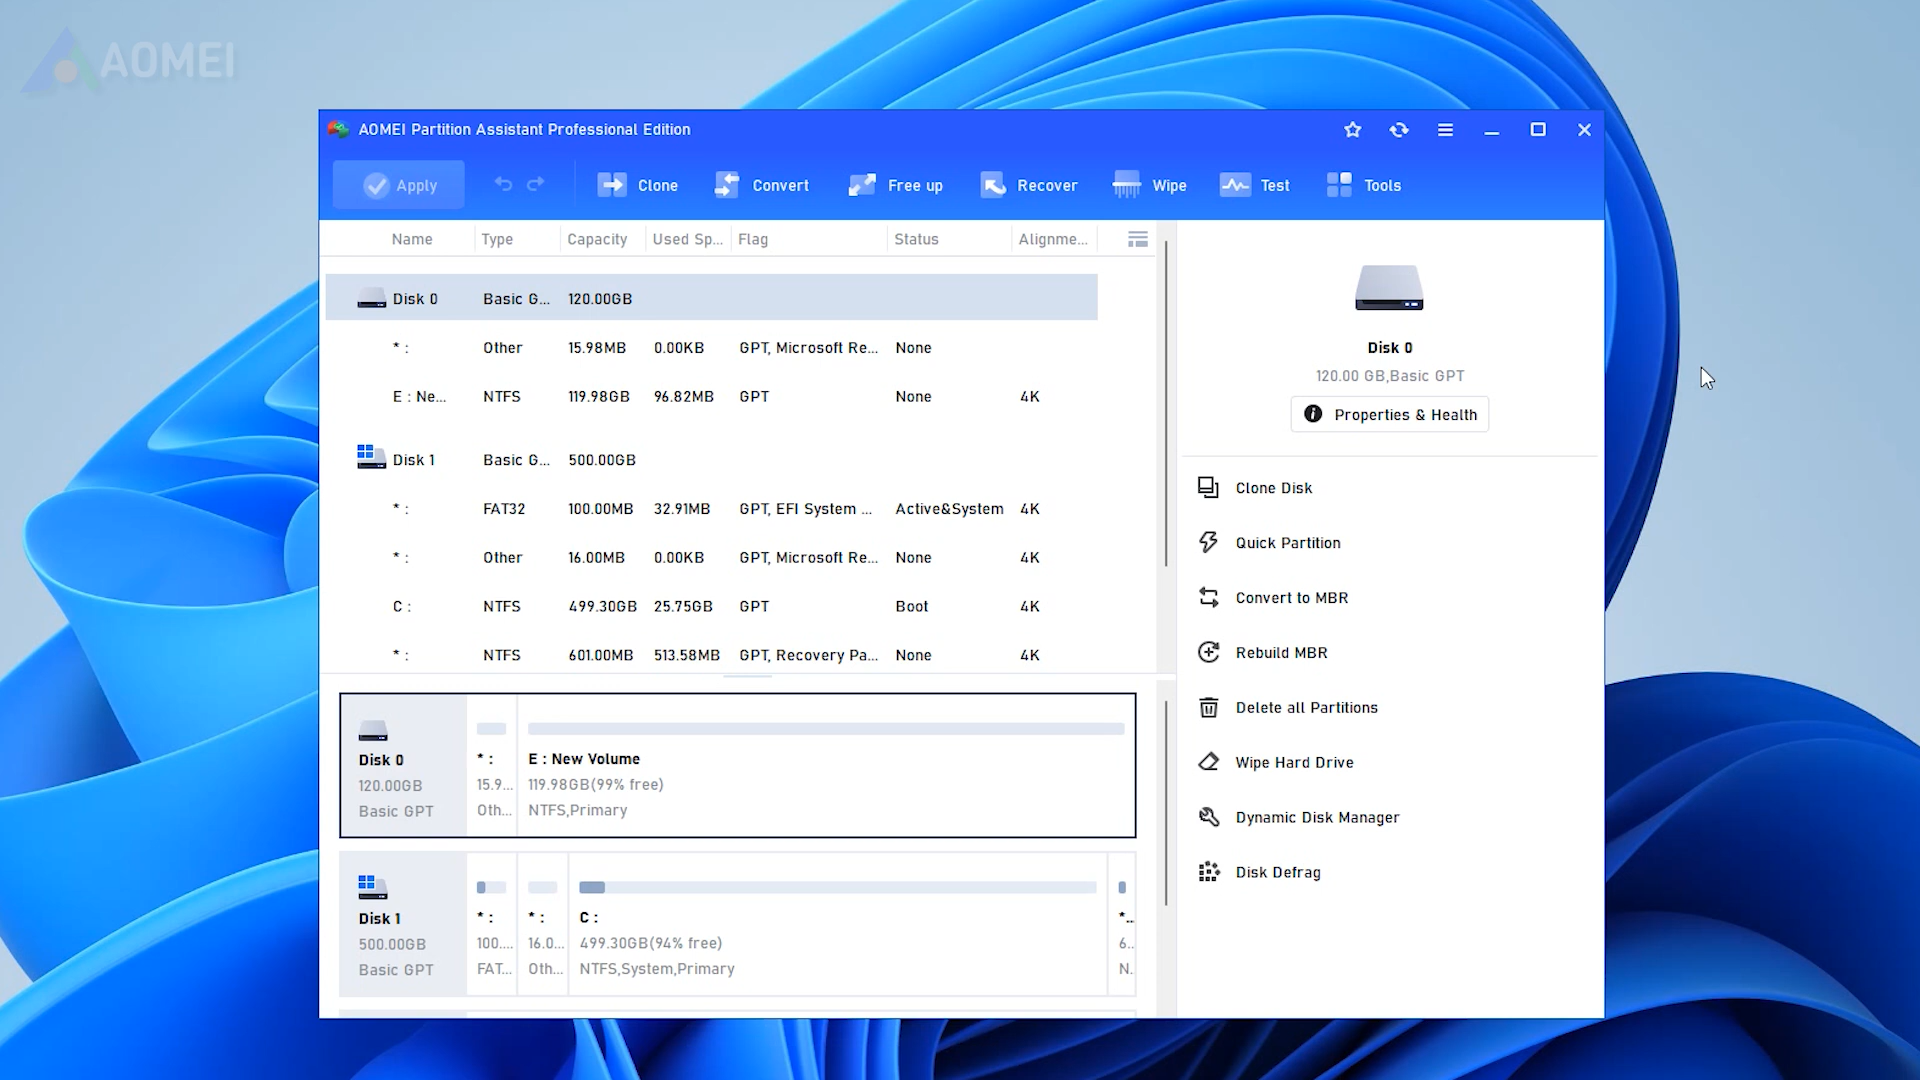 AOMEI
AOMEI Partition Assistant Professional Edition
Apply Clone Convert Free up Recover Wipe Test Tools
Name Type Capacity Used Sp... Flag Status Alignme...
Disk 0 Basic G... 120.00GB
* : Other 15.98MB 0.00KB GPT, Microsoft Re... None
E : Ne... NTFS 119.98GB 96.82MB GPT None 4K
Disk 1 Basic G... 500.00GB
* : FAT32 100.00MB 32.91MB GPT, EFI System ... Active&System 4K
* : Other 16.00MB 0.00KB GPT, Microsoft Re... None 4K
C : NTFS 499.30GB 25.75GB GPT Boot 4K
* : NTFS 601.00MB 513.58MB GPT, Recovery Pa... None 4K
Disk 0
120.00GB
Basic GPT
* :
15.9...
Oth...
E : New Volume
119.98GB(99% free)
NTFS,Primary
Disk 1
500.00GB
Basic GPT
* :
100....
FAT...
* :
16.0...
Oth...
C :
499.30GB(94% free)
NTFS,System,Primary
*..
6..
N.
Disk 0
120.00 GB,Basic GPT
Properties & Health
Clone Disk
Quick Partition
Convert to MBR
Rebuild MBR
Delete all Partitions
Wipe Hard Drive
Dynamic Disk Manager
Disk Defrag